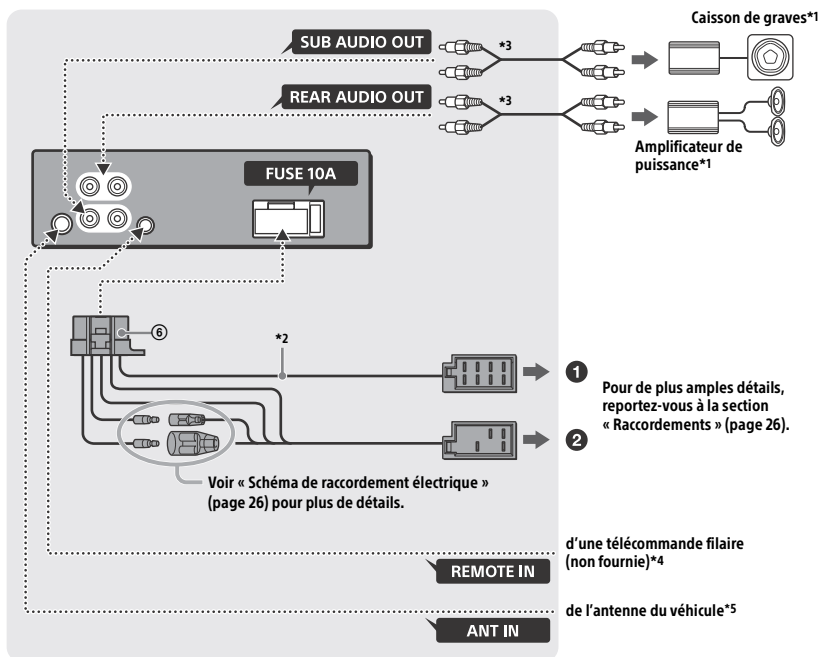 Caisson de graves*1
SUB AUDIO OUT
*3
REAR AUDIO OUT
*3
Amplificateur de
puissance*1
FUSE 10A
⑥
*2
❶
Pour de plus amples détails,
reportez-vous à la section
« Raccordements » (page 26).
❷
Voir « Schéma de raccordement électrique »
(page 26) pour plus de détails.
d’une télécommande filaire
(non fournie)*4
REMOTE IN
de l’antenne du véhicule*5
ANT IN